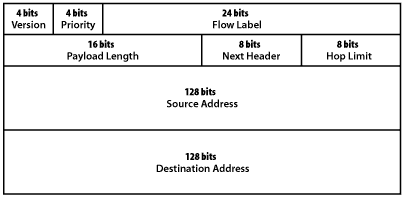 4 bits 4 bits 24 bits
Version Priority Flow Label
16 bits 8 bits 8 bits
Payload Length Next Header Hop Limit
128 bits
Source Address
128 bits
Destination Address